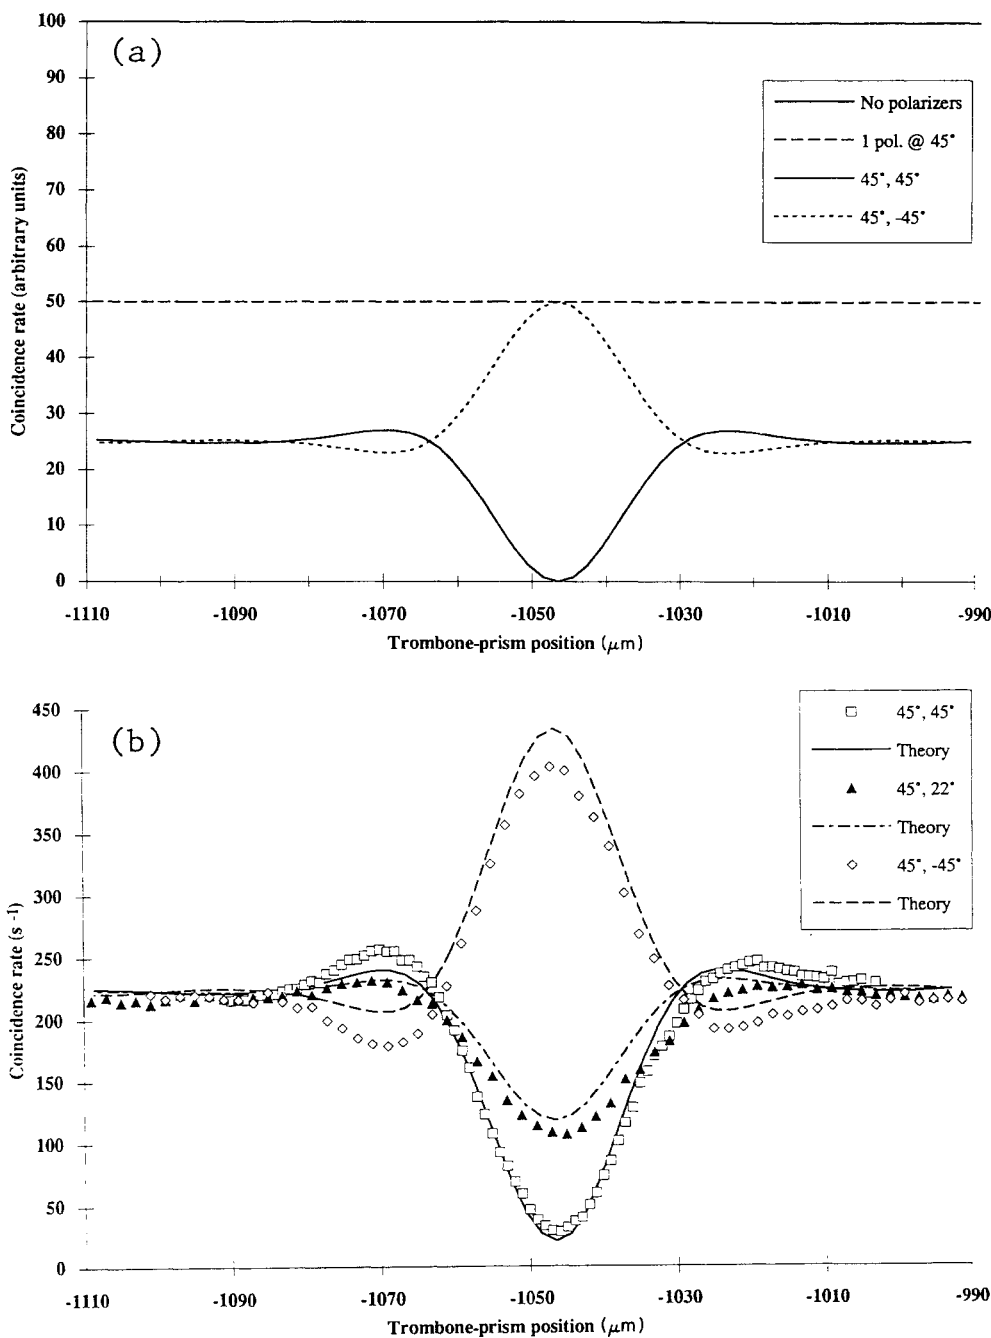 (a)
100
90
80
70
60
50
40
30
20
10
0
Coincidence rate (arbitrary units)
No polarizers
1 pol. @ 45°
45°, 45°
45°, -45°
-1110 -1090 -1070 -1050 -1030 -1010 -990
Trombone-prism position (μm)
(b)
450
400
350
300
250
200
150
100
50
0
Coincidence rate (s⁻¹)
45°, 45°
Theory
45°, 22°
Theory
45°, -45°
Theory
-1110 -1090 -1070 -1050 -1030 -1010 -990
Trombone-prism position (μm)